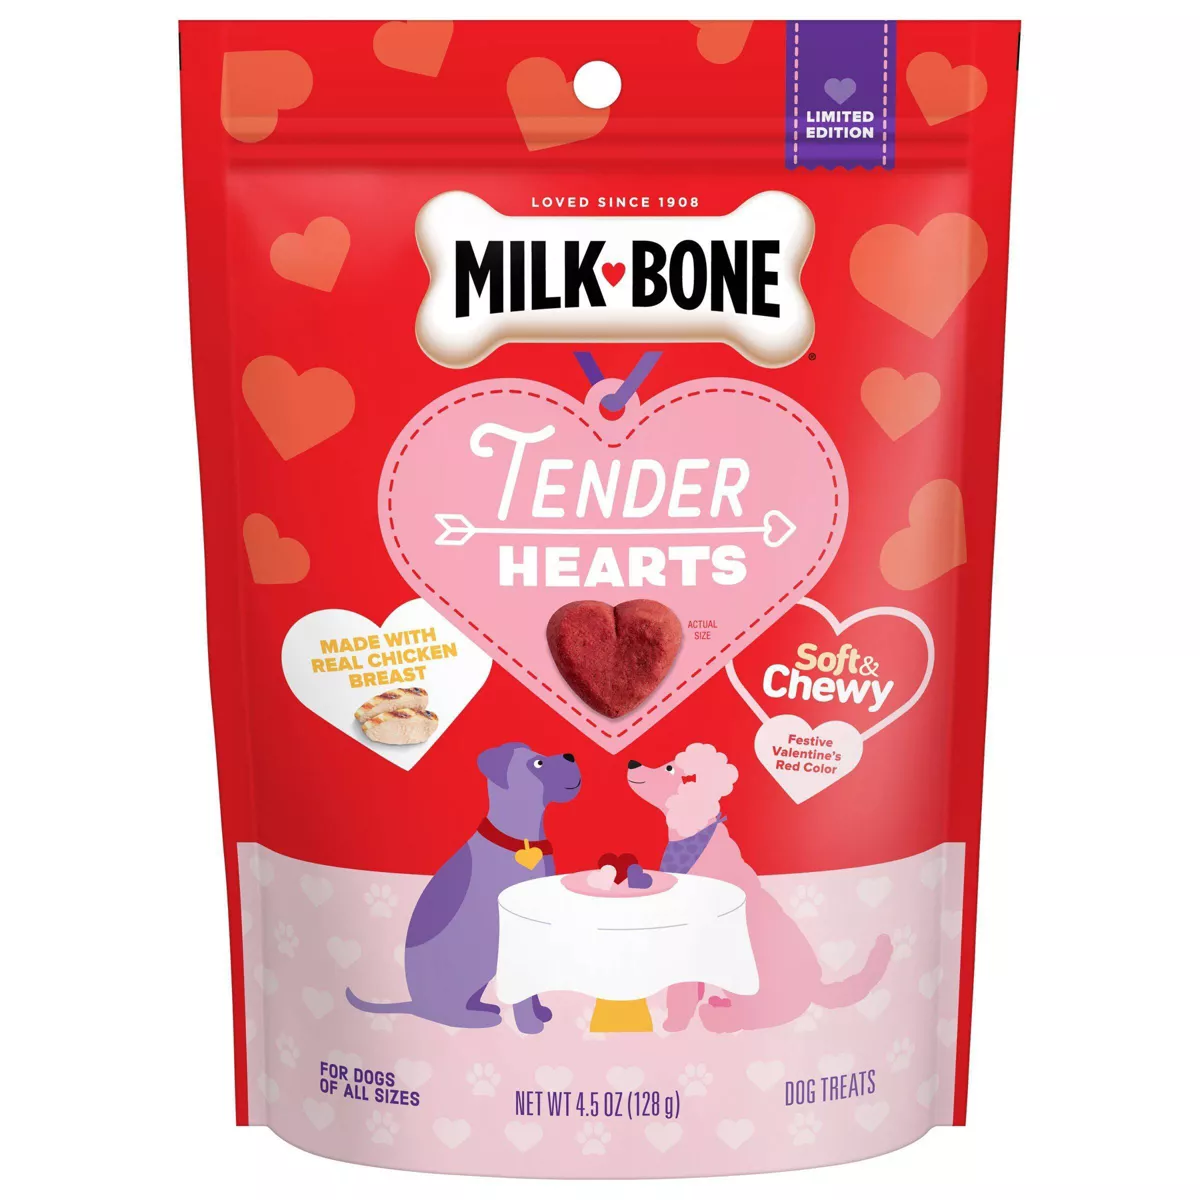 LIMITED
EDITION
LOVED SINCE 1908
MILK BONE
®
TENDER
HEARTS
ACTUAL
SIZE
MADE WITH
REAL CHICKEN
BREAST
Soft&
Chewy
Festive
Valentine's
Red Color
FOR DOGS
OF ALL SIZES
NET WT 4.5 OZ (128 g)
DOG TREATS